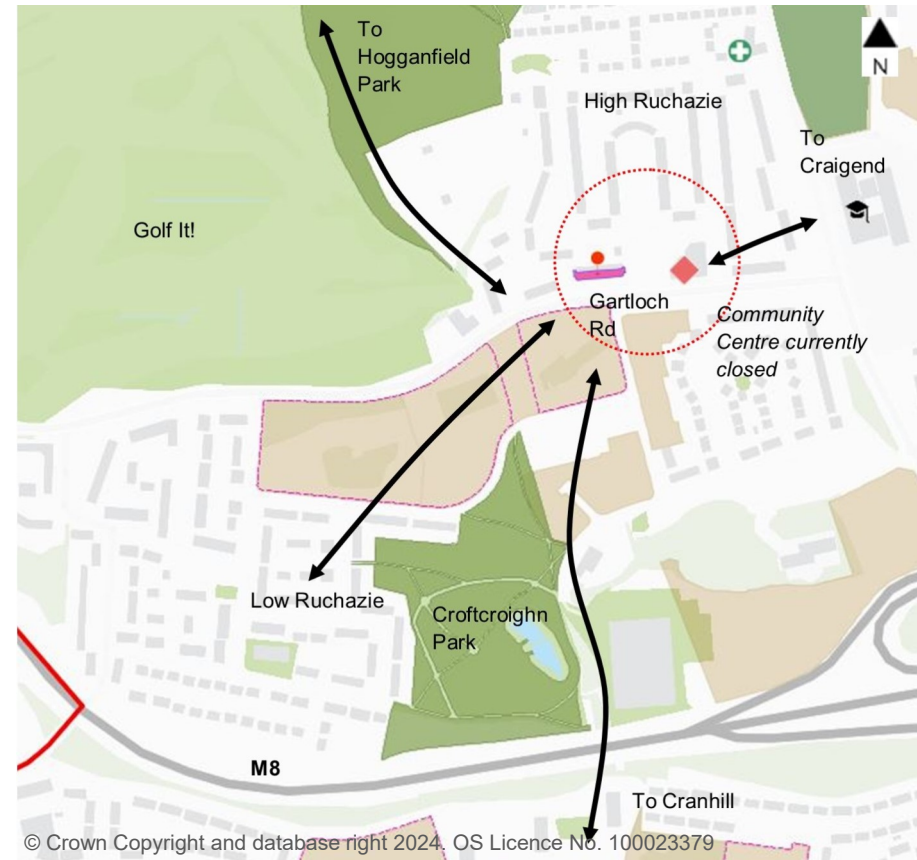 To
Hogganfield
Park
N
High Ruchazie
To
Craigend
Golf It!
Gartloch
Rd
Community
Centre currently
closed
Low Ruchazie
Croftcroighn
Park
M8
To Cranhill
© Crown Copyright and database right 2024. OS Licence No. 100023379